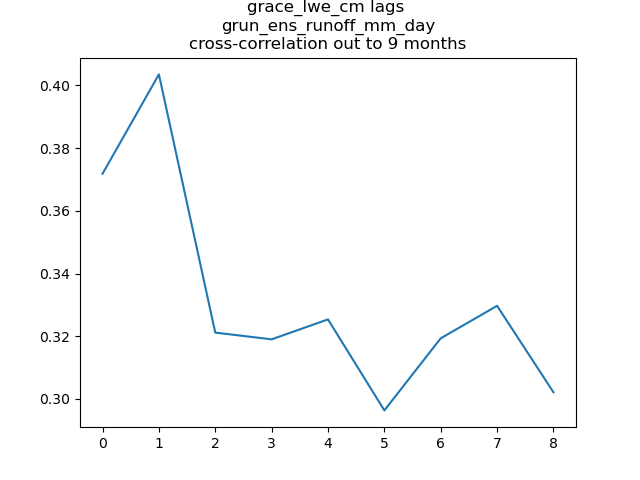 grace_lwe_cm lags
grun_ens_runoff_mm_day
cross-correlation out to 9 months
0.40
0.38
0.36
0.34
0.32
0.30
0 1 2 3 4 5 6 7 8